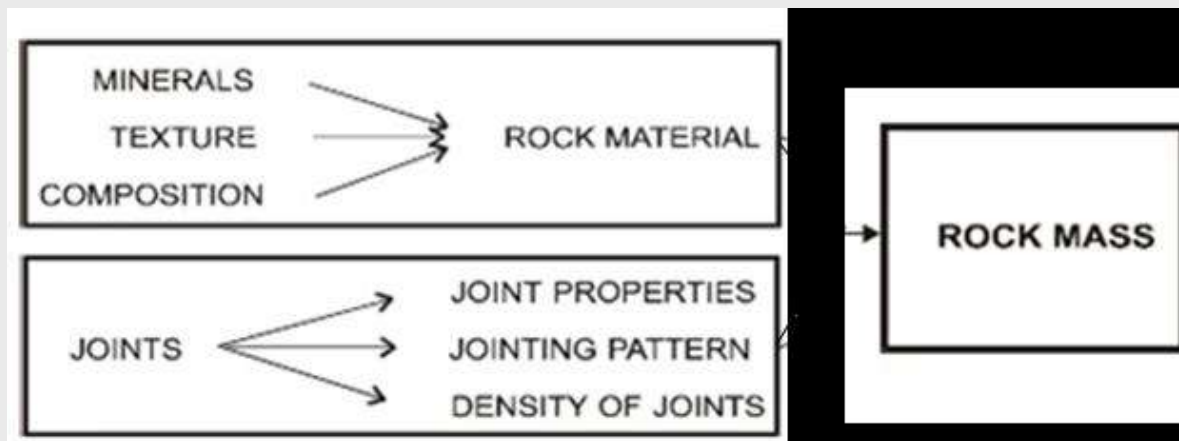 MINERALS
TEXTURE
COMPOSITION
ROCK MATERIAL
JOINTS
JOINT PROPERTIES
JOINTING PATTERN
DENSITY OF JOINTS
ROCK MASS